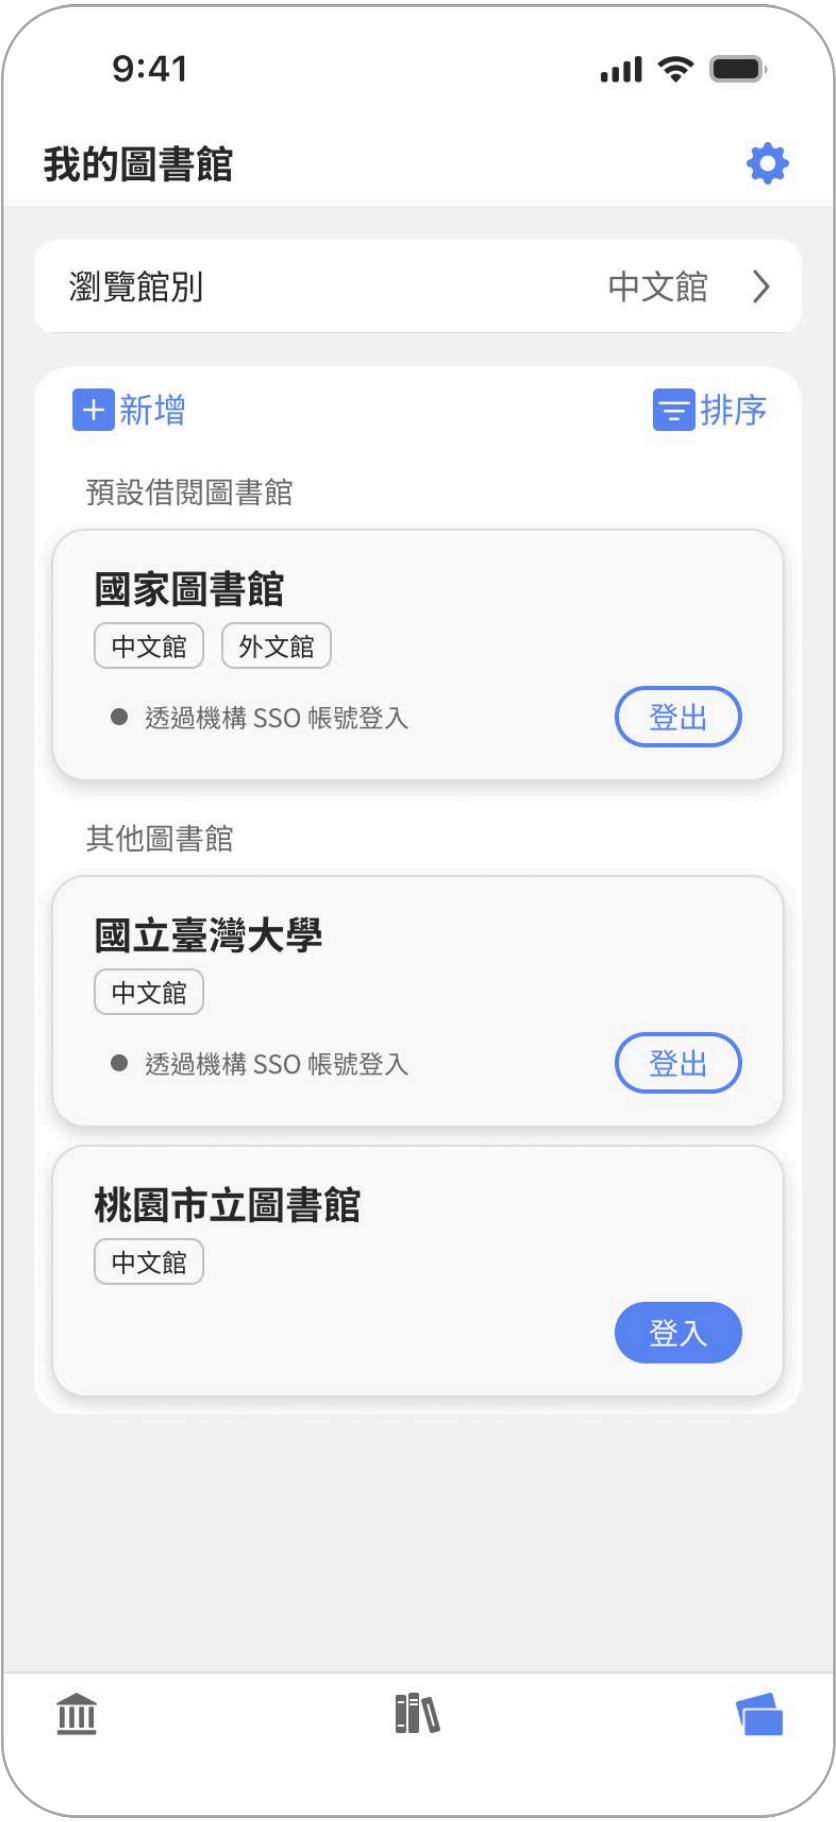 9:41
我的圖書館
瀏覽館別 中文館
新增 排序
預設借閱圖書館
國家圖書館
中文館 外文館
透過機構 SSO 帳號登入 登出
其他圖書館
國立臺灣大學
中文館
透過機構 SSO 帳號登入 登出
桃園市立圖書館
中文館
登入